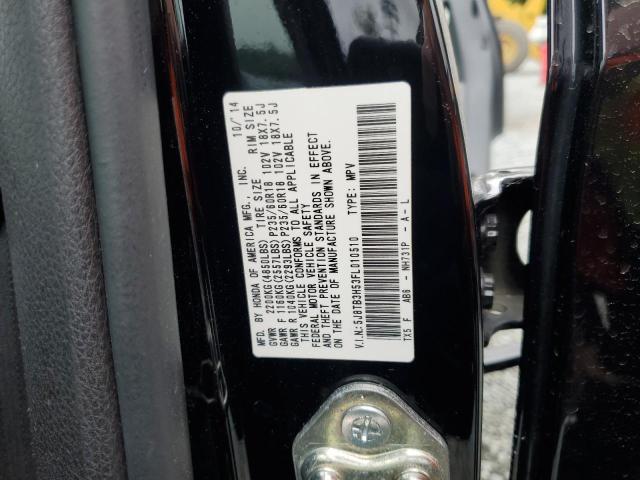 MFD. BY HONDA OF AMERICA MFG., INC. 10/ 14
TIRE SIZE RIM SIZE
GVWR 2200KG(4850LBS)
GAWR F 1160KG(2557LBS) P235/60R18 102V 18X7.5J
GAWR R 1040KG(2293LBS) P235/60R18 102V 18X7.5J
THIS VEHICLE CONFORMS TO ALL APPLICABLE
FEDERAL MOTOR VEHICLE SAFETY
AND THEFT PREVENTION STANDARDS IN EFFECT
ON THE DATE OF MANUFACTURE SHOWN ABOVE.
V.I.N.:5J8TB3H53FL010510 TYPE: MPV
TX5 F AB6 - NH731P - A - L